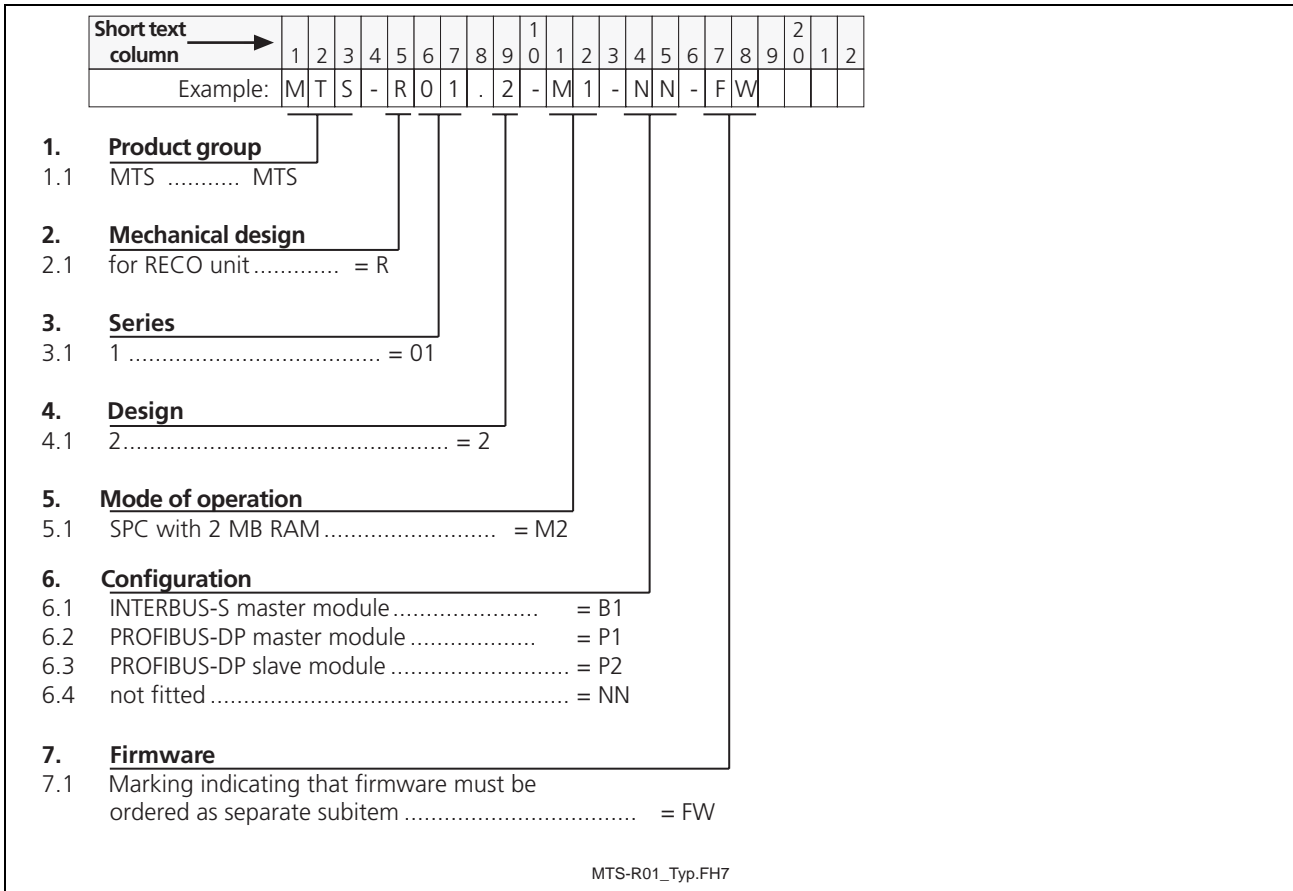 Short text
column
1 2 3 4 5 6 7 8 9 10 1 2 3 4 5 6 7 8 9 20 1 2
Example: M T S - R 0 1 . 2 - M 1 - N N - F W
1. Product group
1.1 MTS ........... MTS
2. Mechanical design
2.1 for RECO unit ............. = R
3. Series
3.1 1 ...................................... = 01
4. Design
4.1 2................................................. = 2
5. Mode of operation
5.1 SPC with 2 MB RAM .......................... = M2
6. Configuration
6.1 INTERBUS-S master module ...................... = B1
6.2 PROFIBUS-DP master module ................... = P1
6.3 PROFIBUS-DP slave module ........................... = P2
6.4 not fitted ...................................................... = NN
7. Firmware
7.1 Marking indicating that firmware must be
ordered as separate subitem ................................... = FW
MTS-R01_Typ.FH7